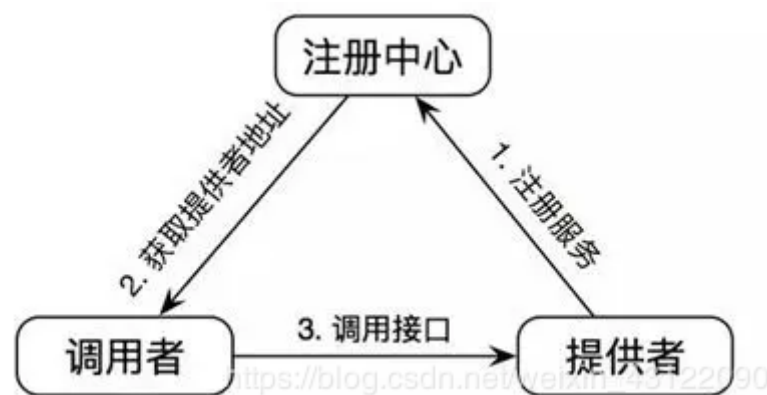 注册中心
2. 获取提供者地址
1. 注册服务
调用者
3. 调用接口
提供者
https://blog.csdn.net/weixin_43122090